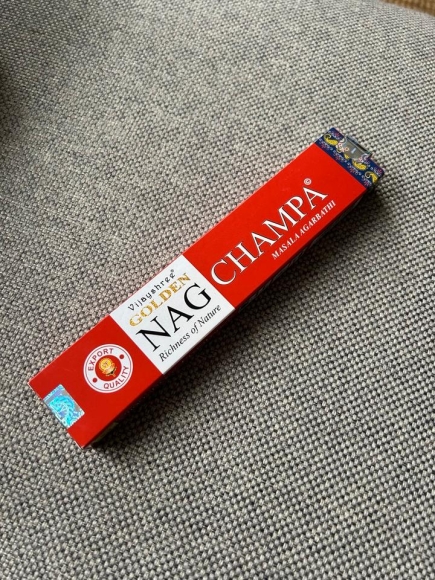 Vijayshree®
GOLDEN
NAG
Richness of Nature
CHAMPA©
MASALA AGARBATHI
EXPORT
QUALITY